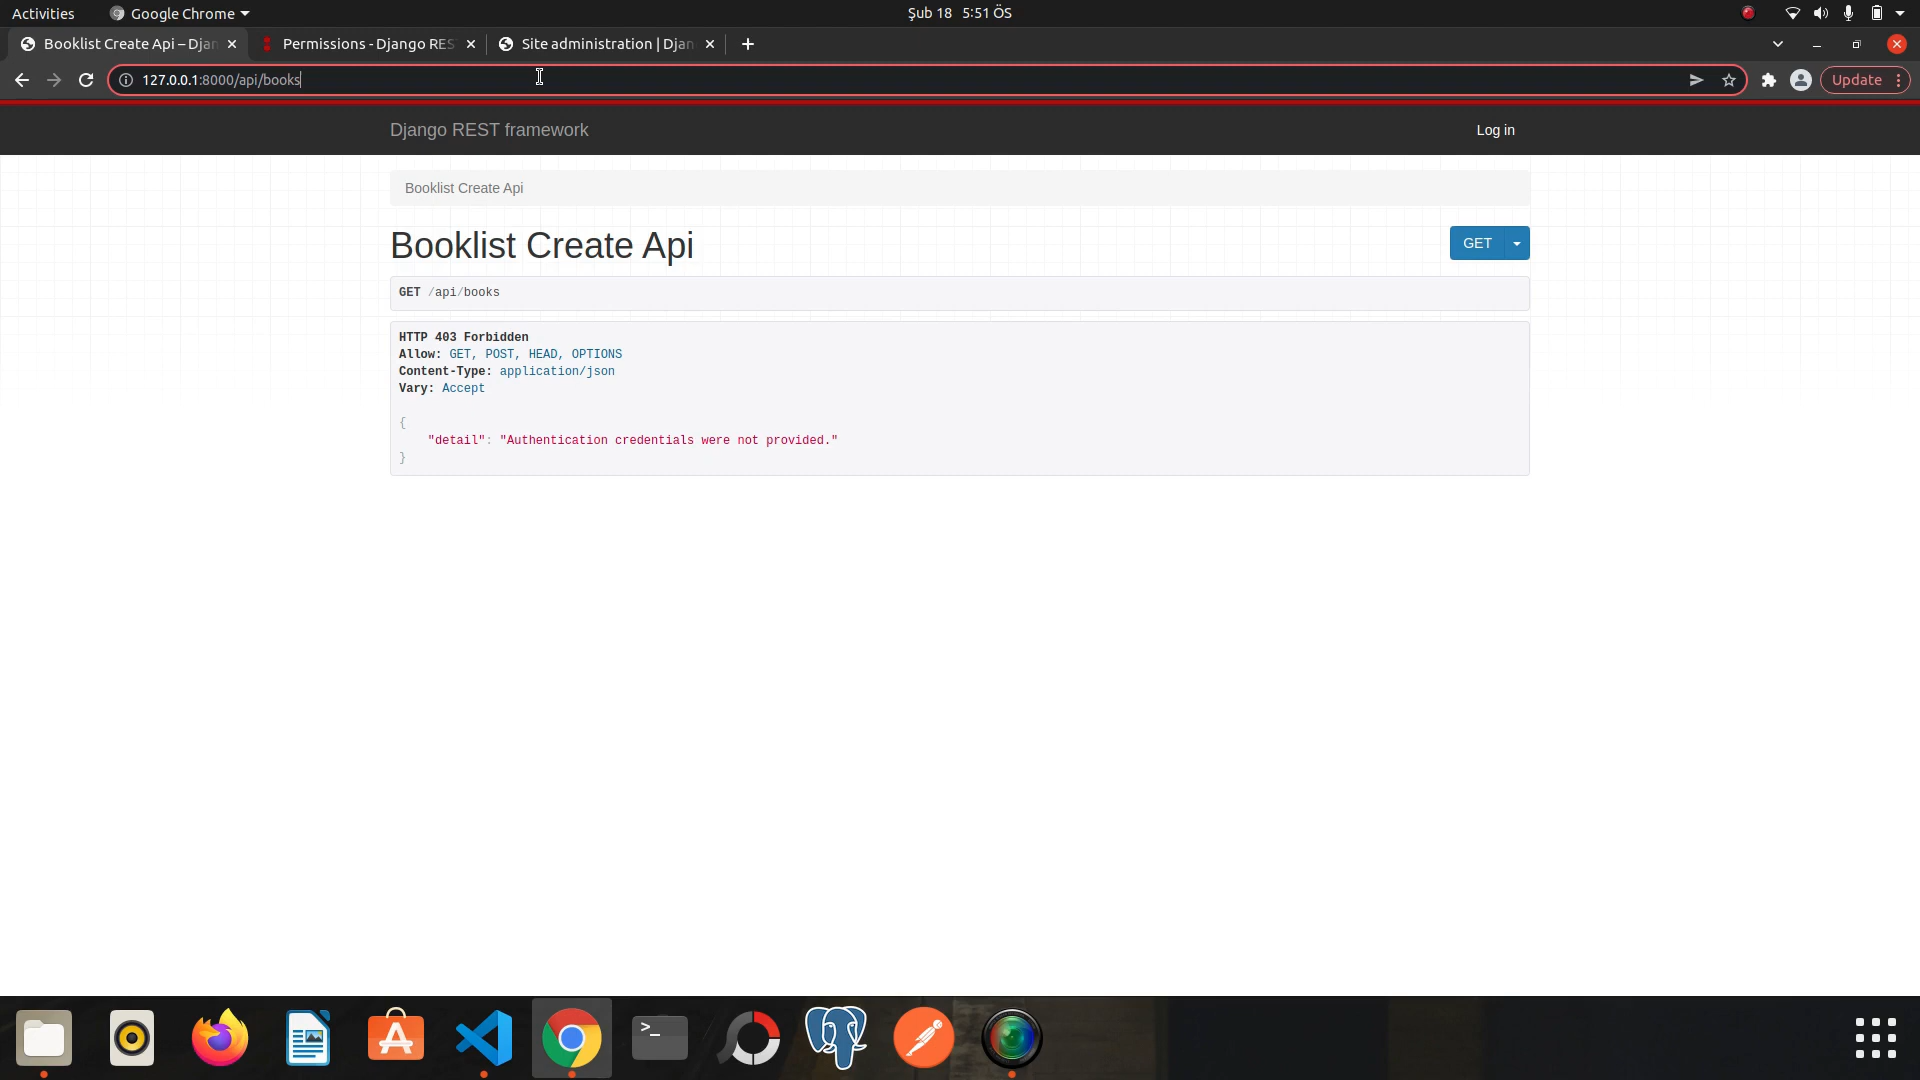 Activities
Google Chrome
Şub 18 5:51 ÖS
Booklist Create Api – Djan
Permissions - Django RES
Site administration | Djan
127.0.0.1:8000/api/books
Update
Django REST framework
Log in
Booklist Create Api
Booklist Create Api
GET
GET /api/books
HTTP 403 Forbidden
Allow: GET, POST, HEAD, OPTIONS
Content-Type: application/json
Vary: Accept
{
"detail": "Authentication credentials were not provided."
}
>_